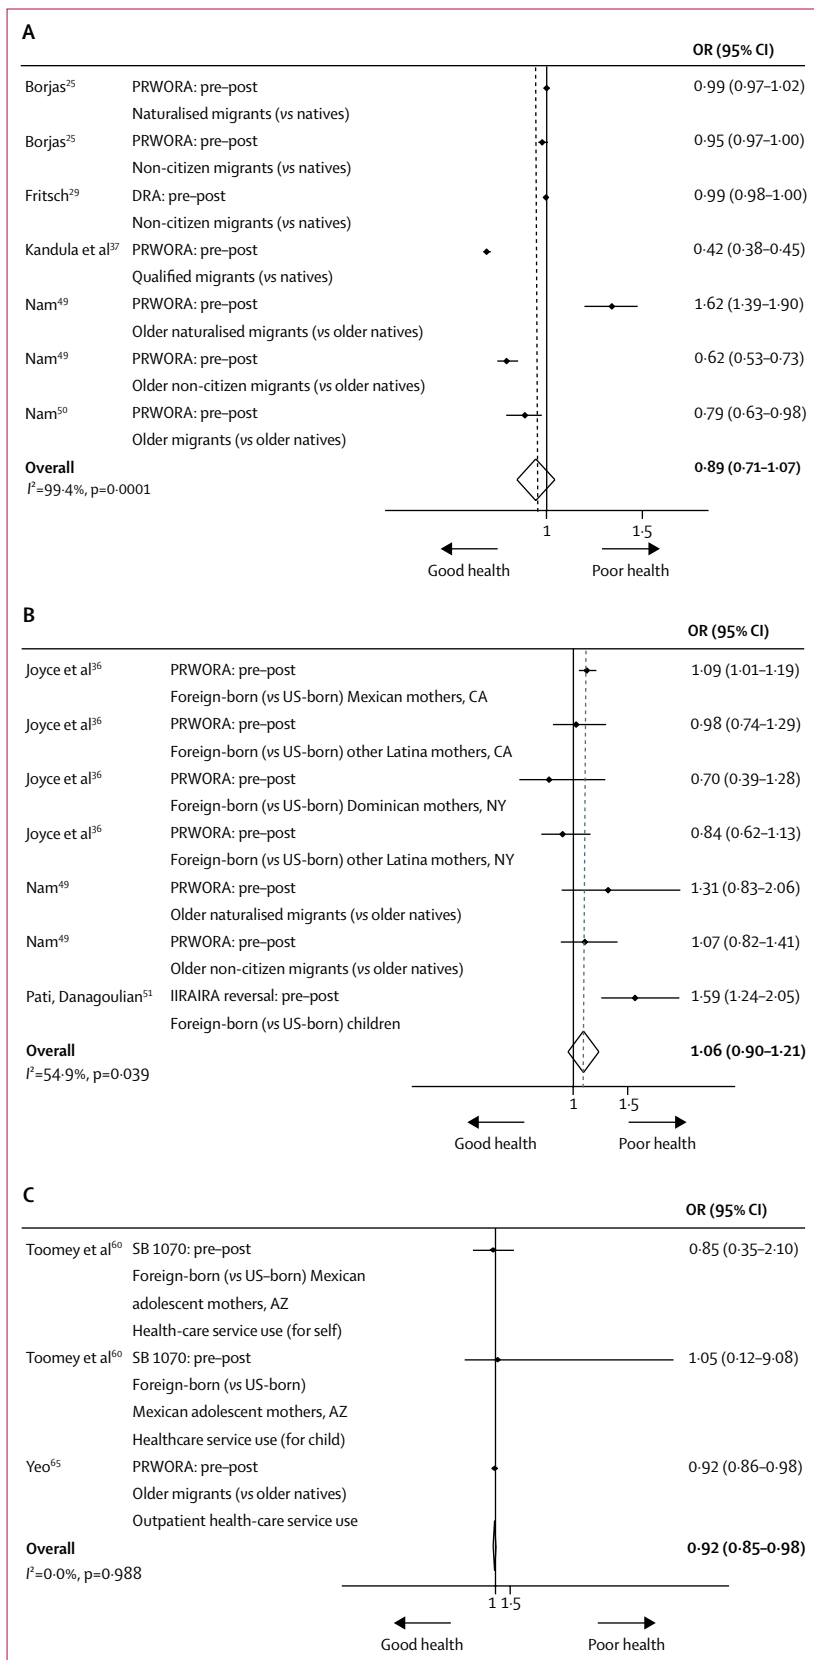 A
OR (95% CI)
Borjas²⁵ PRWORA: pre–post 0·99 (0·97–1·02)
Naturalised migrants (vs natives)
Borjas²⁵ PRWORA: pre–post 0·95 (0·97–1·00)
Non-citizen migrants (vs natives)
Fritsch²⁹ DRA: pre–post 0·99 (0·98–1·00)
Non-citizen migrants (vs natives)
Kandula et al³⁷ PRWORA: pre–post 0·42 (0·38–0·45)
Qualified migrants (vs natives)
Nam⁴⁹ PRWORA: pre–post 1·62 (1·39–1·90)
Older naturalised migrants (vs older natives)
Nam⁴⁹ PRWORA: pre–post 0·62 (0·53–0·73)
Older non-citizen migrants (vs older natives)
Nam⁵⁰ PRWORA: pre–post 0·79 (0·63–0·98)
Older migrants (vs older natives)
Overall 0·89 (0·71–1·07)
I²=99·4%, p=0·0001
1 1·5
Good health Poor health
B
OR (95% CI)
Joyce et al³⁶ PRWORA: pre–post 1·09 (1·01–1·19)
Foreign-born (vs US-born) Mexican mothers, CA
Joyce et al³⁶ PRWORA: pre–post 0·98 (0·74–1·29)
Foreign-born (vs US-born) other Latina mothers, CA
Joyce et al³⁶ PRWORA: pre–post 0·70 (0·39–1·28)
Foreign-born (vs US-born) Dominican mothers, NY
Joyce et al³⁶ PRWORA: pre–post 0·84 (0·62–1·13)
Foreign-born (vs US-born) other Latina mothers, NY
Nam⁴⁹ PRWORA: pre–post 1·31 (0·83–2·06)
Older naturalised migrants (vs older natives)
Nam⁴⁹ PRWORA: pre–post 1·07 (0·82–1·41)
Older non-citizen migrants (vs older natives)
Pati, Danagoulian⁵¹ IIRAIRA reversal: pre–post 1·59 (1·24–2·05)
Foreign-born (vs US-born) children
Overall 1·06 (0·90–1·21)
I²=54·9%, p=0·039
1 1·5
Good health Poor health
C
OR (95% CI)
Toomey et al⁶⁰ SB 1070: pre–post 0·85 (0·35–2·10)
Foreign-born (vs US–born) Mexican
adolescent mothers, AZ
Health-care service use (for self)
Toomey et al⁶⁰ SB 1070: pre–post 1·05 (0·12–9·08)
Foreign-born (vs US-born)
Mexican adolescent mothers, AZ
Healthcare service use (for child)
Yeo⁶⁵ PRWORA: pre–post 0·92 (0·86–0·98)
Older migrants (vs older natives)
Outpatient health-care service use
Overall 0·92 (0·85–0·98)
I²=0·0%, p=0·988
1 1·5
Good health Poor health